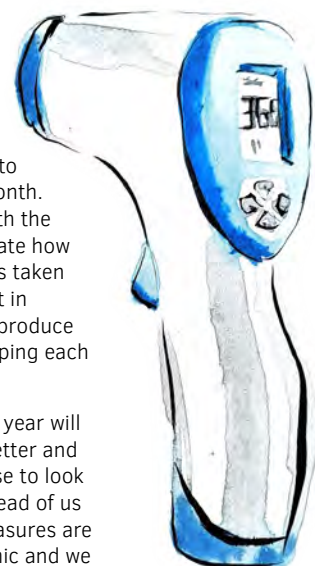 368
to
onth.
th the
ate how
s taken
t in
produce
ping each
year will
etter and
se to look
ead of us
asures are
nic and we